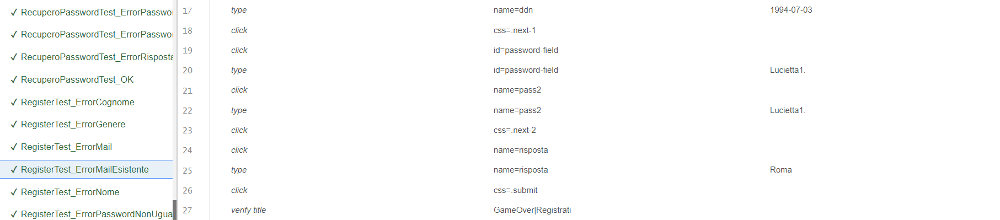 RecuperoPasswordTest_ErrorPasswo
RecuperoPasswordTest_ErrorPasswo
RecuperoPasswordTest_ErrorRisposta
RecuperoPasswordTest_OK
RegisterTest_ErrorCognome
RegisterTest_ErrorGenere
RegisterTest_ErrorMail
RegisterTest_ErrorMailEsistente
RegisterTest_ErrorNome
RegisterTest_ErrorPasswordNonUgua
17 type name=ddn 1994-07-03
18 click css=.next-1
19 click id=password-field
20 type id=password-field Lucietta1.
21 click name=pass2
22 type name=pass2 Lucietta1.
23 click css=.next-2
24 click name=risposta
25 type name=risposta Roma
26 click css=.submit
27 verify title GameOver|Registrati